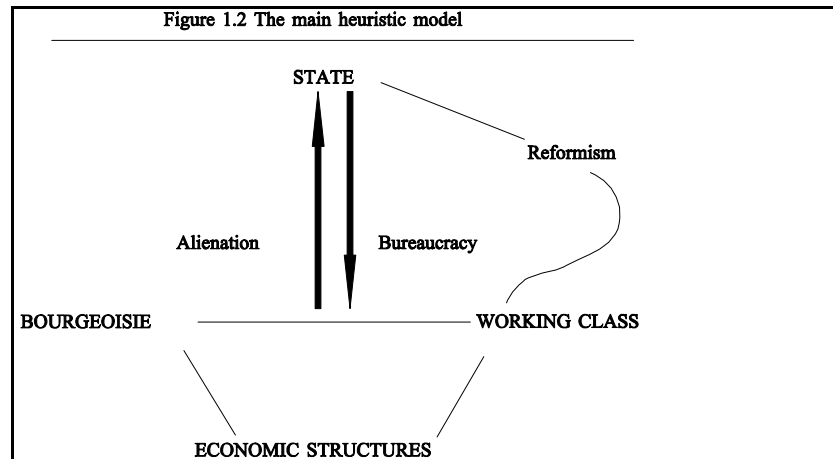 Figure 1.2 The main heuristic model
STATE
Reformism
Alienation
Bureaucracy
BOURGEOISIE
WORKING CLASS
ECONOMIC STRUCTURES